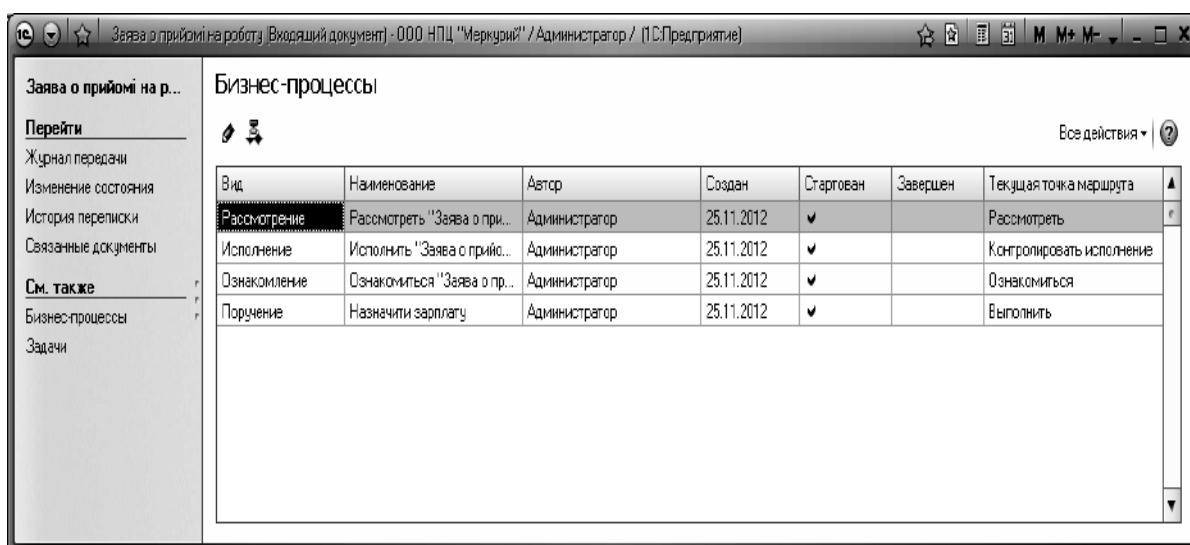 Заява о прийомі на роботу (Входящий документ) - ООО НПЦ "Меркурий" / Администратор / (1С:Предприятие)
M M+ M-
Заява о прийомі на р...
Перейти
Журнал передачи
Изменение состояния
История переписки
Связанные документы
См. также
Бизнес-процессы
Задачи
Бизнес-процессы
Все действия
Вид Наименование Автор Создан Стартован Завершен Текущая точка маршрута
Рассмотрение Рассмотреть "Заява о при... Администратор 25.11.2012 ✔ Рассмотреть
Исполнение Исполнить "Заява о прийо... Администратор 25.11.2012 ✔ Контролировать исполнение
Ознакомление Ознакомиться "Заява о пр... Администратор 25.11.2012 ✔ Ознакомиться
Поручение Назначити зарплату Администратор 25.11.2012 ✔ Выполнить